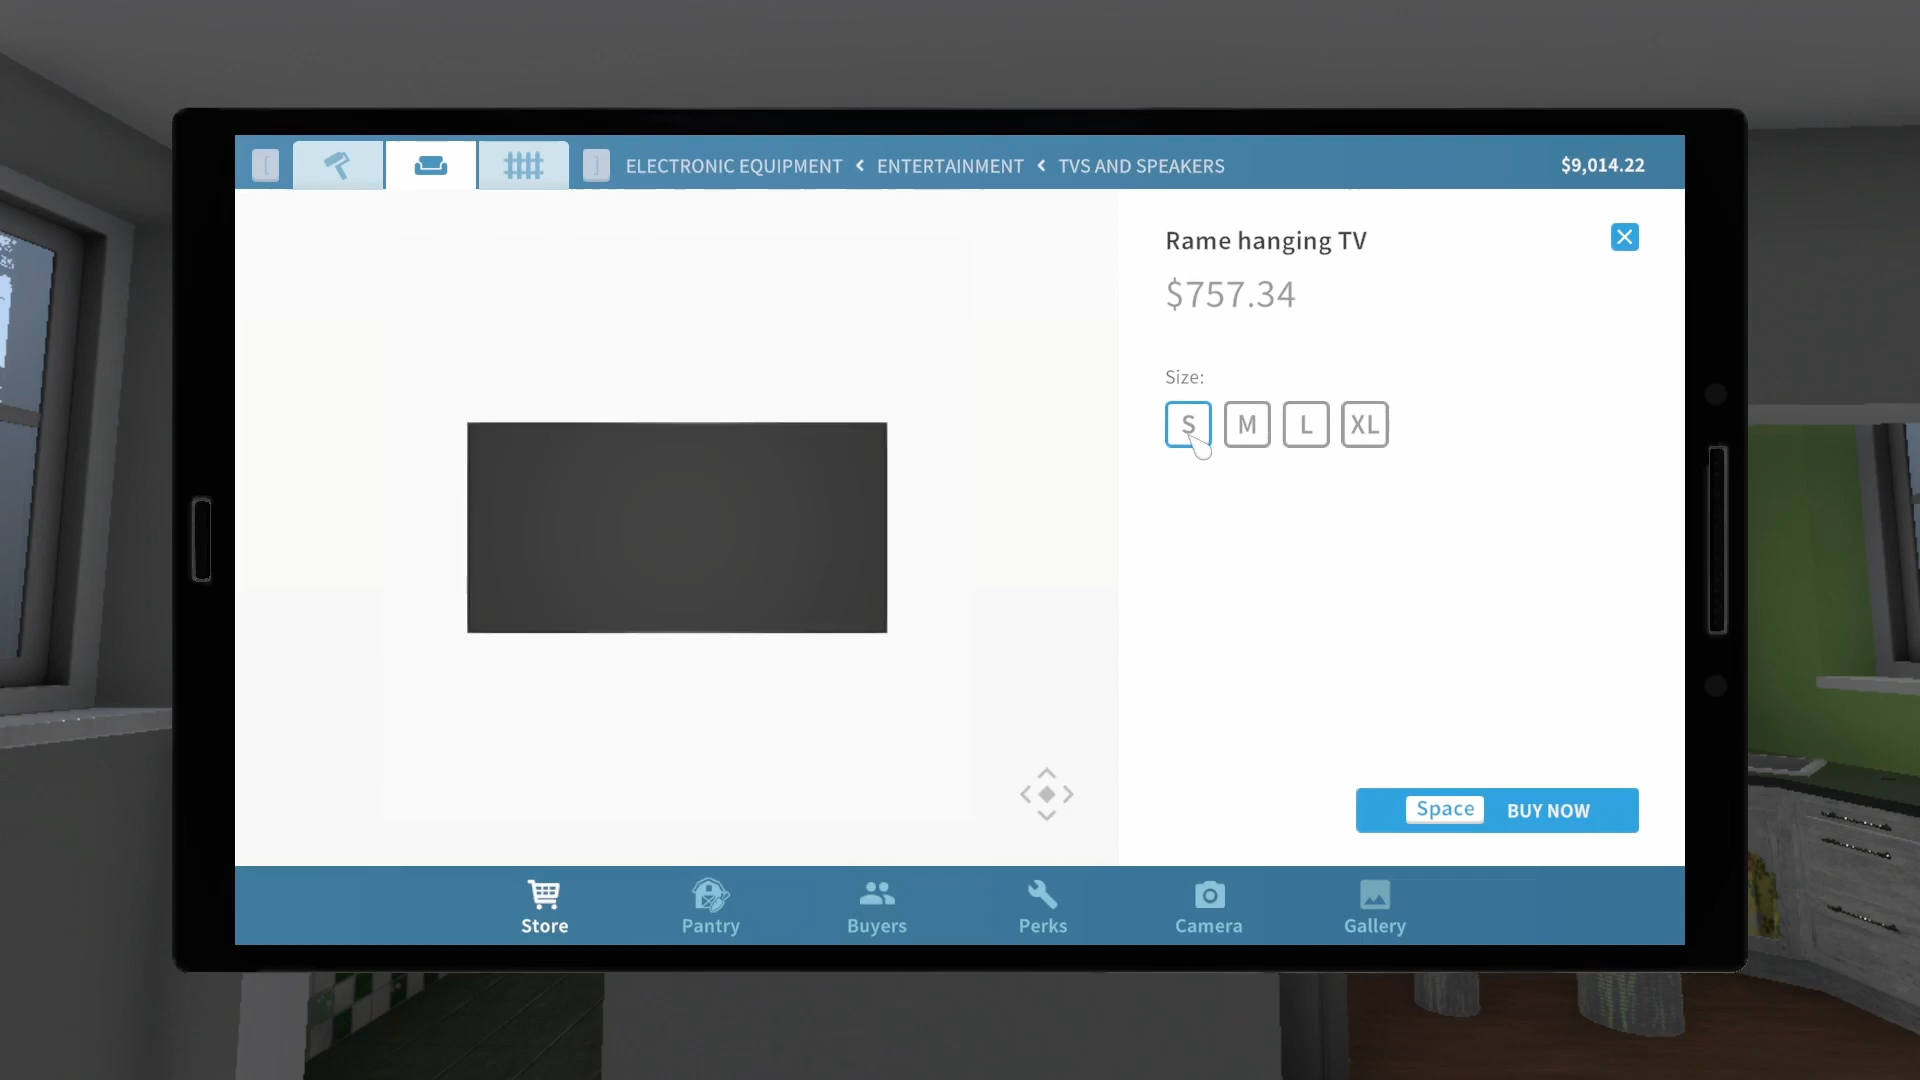 [
]
ELECTRONIC EQUIPMENT < ENTERTAINMENT < TVS AND SPEAKERS
$9,014.22
Rame hanging TV
$757.34
Size:
S M L XL
Space BUY NOW
Store Pantry Buyers Perks Camera Gallery